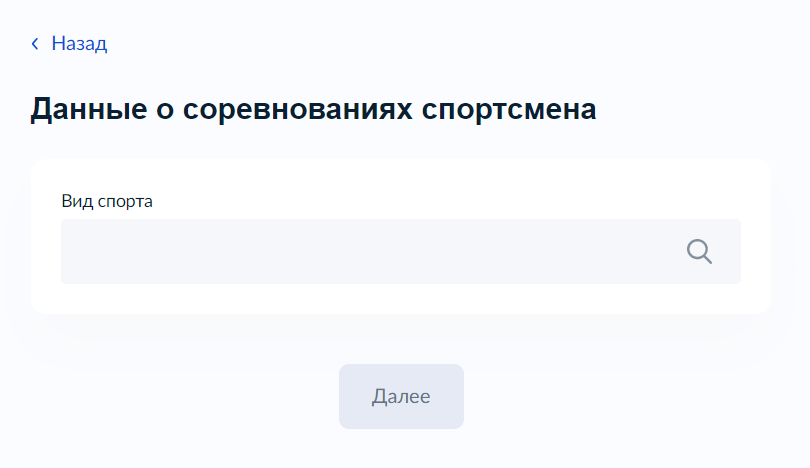 Назад
Данные о соревнованиях спортсмена
Вид спорта
Далее